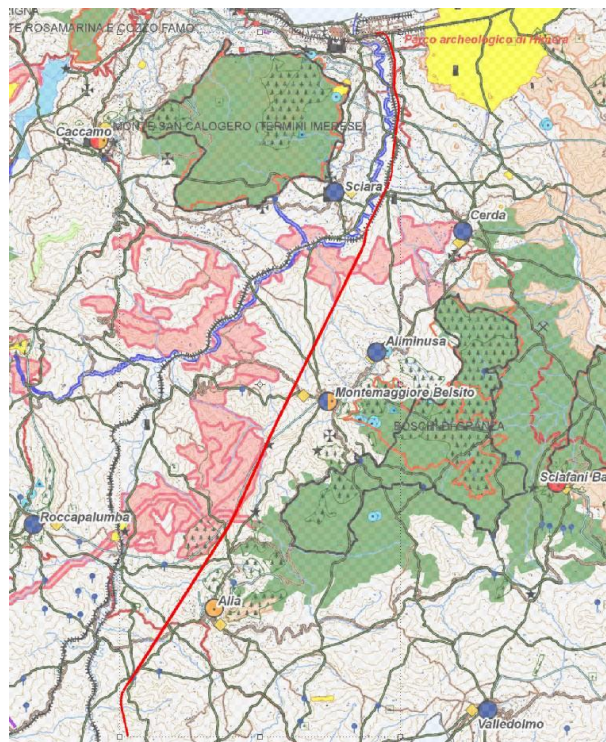 TE ROSAMARINA E COZZO FAMO
Parco archeologico di Himera
MONTE SAN CALOGERO (TERMINI IMERESE)
Caccamo
Sciara
Cerda
Aliminusa
Montemaggiore Belsito
BOSCHI DI GRANZA
Sclafani Ba
Roccapalumba
Alia
Valledolmo